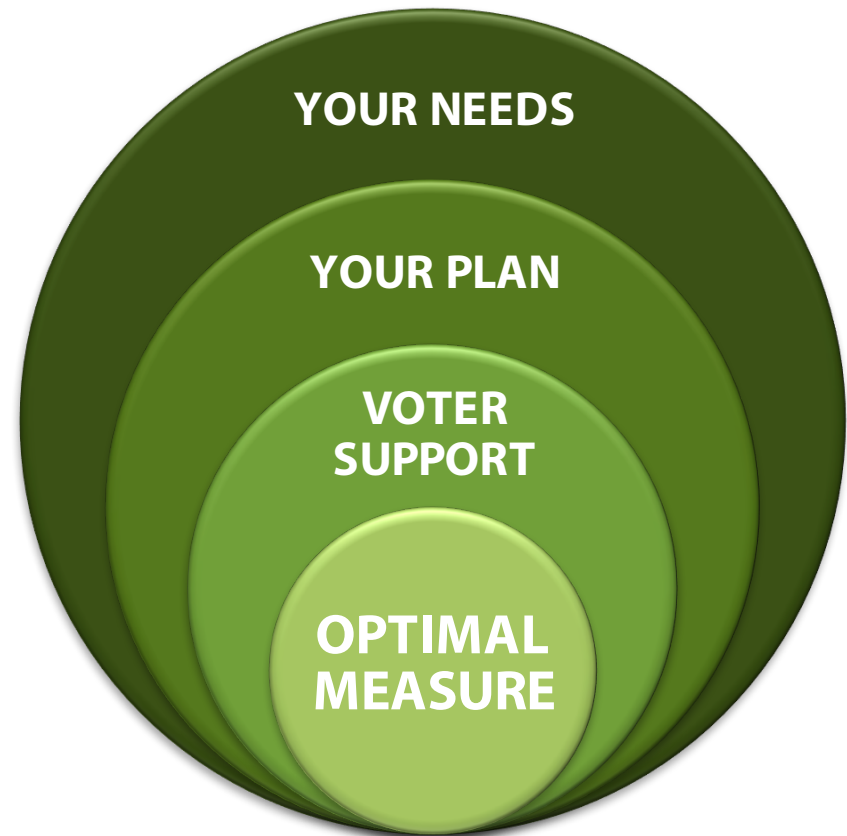 YOUR NEEDS
YOUR PLAN
VOTER
SUPPORT
OPTIMAL
MEASURE